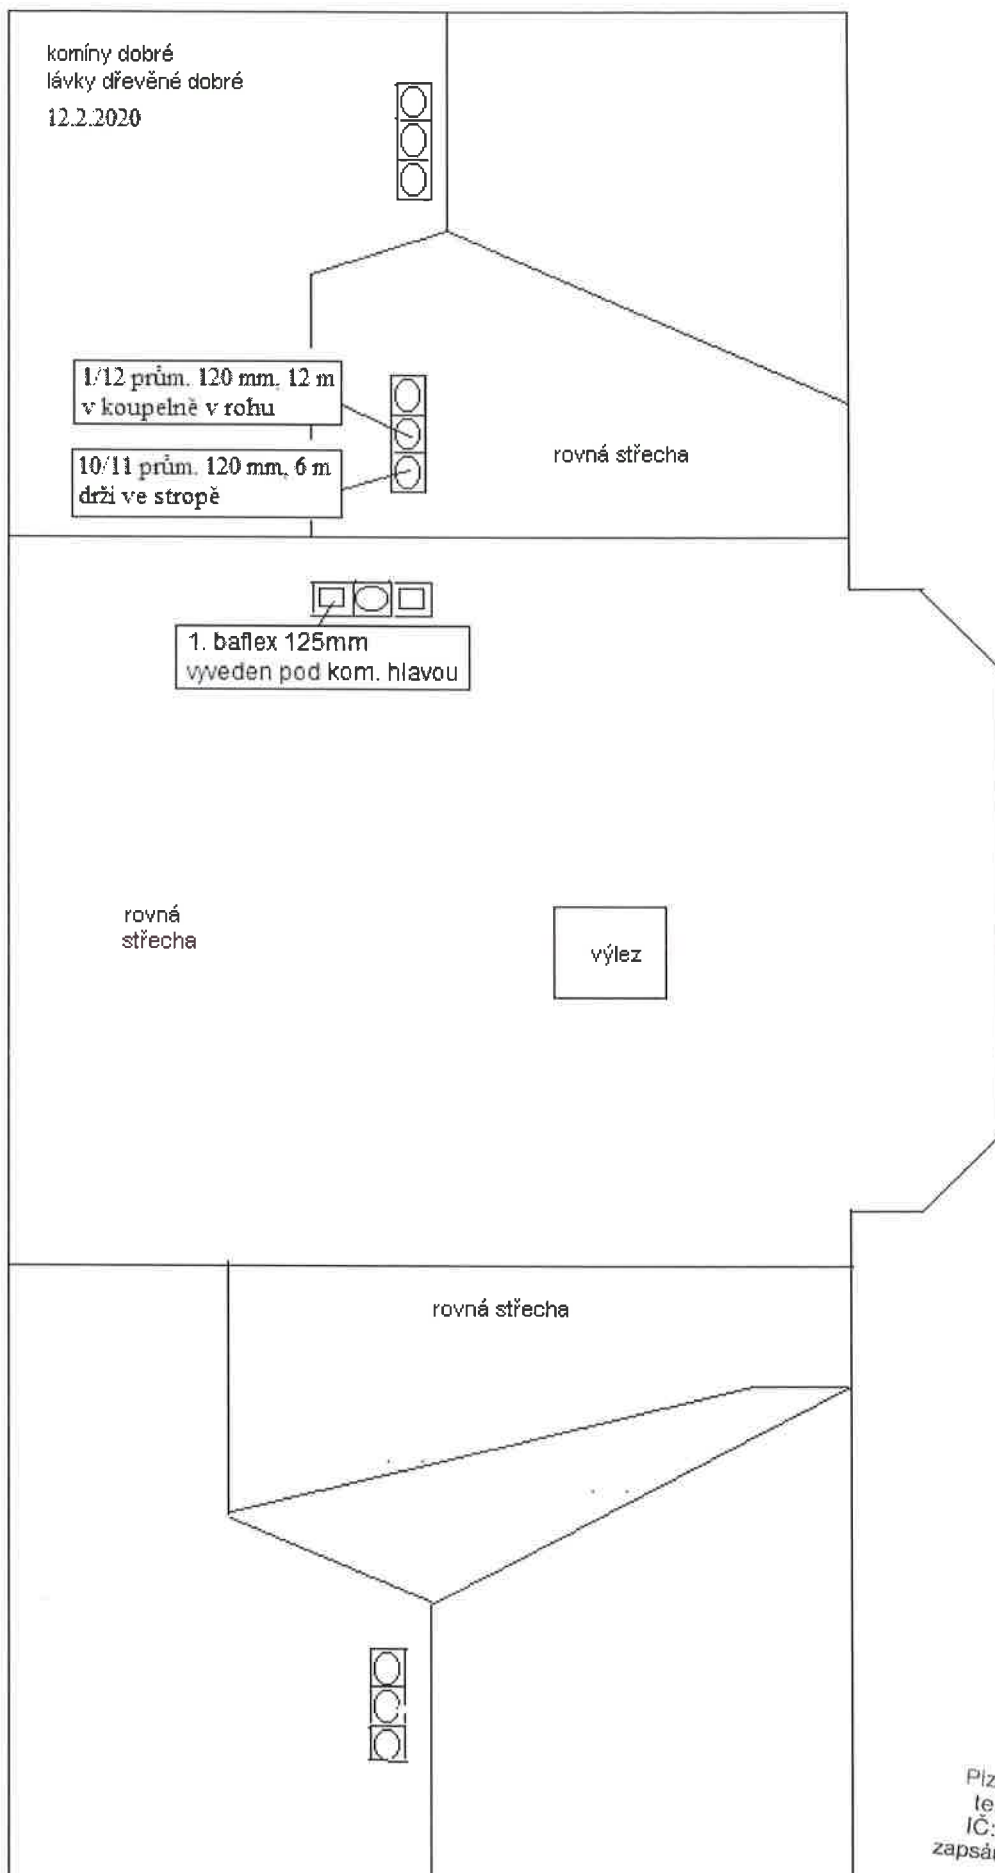 komíny dobré
lávky dřevěné dobré
12.2.2020
1/12 prům. 120 mm, 12 m
v koupelně v rohu
10/11 prům. 120 mm, 6 m
drží ve stropě
rovná střecha
1. baflex 125mm
vyveden pod kom. hlavou
rovná
střecha
výlez
rovná střecha
IČ: